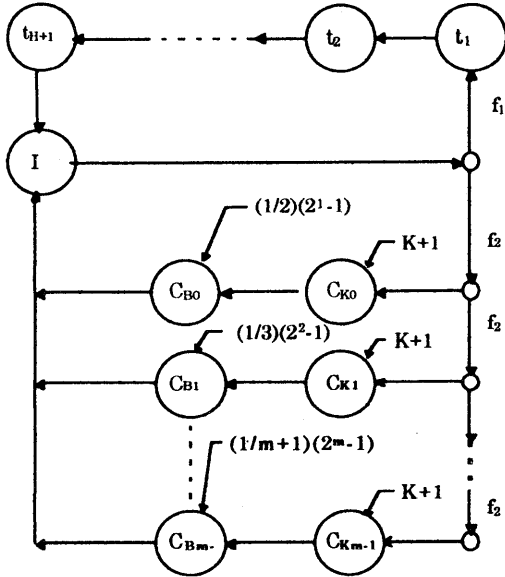 t_{H+1}
t_2
t_1
f_1
I
(1/2)(2^1-1)
f_2
K+1
C_{B0}
C_{K0}
f_2
(1/3)(2^2-1)
K+1
C_{B1}
C_{K1}
(1/m+1)(2^m-1)
K+1
f_2
C_{Bm-}
C_{Km-1}